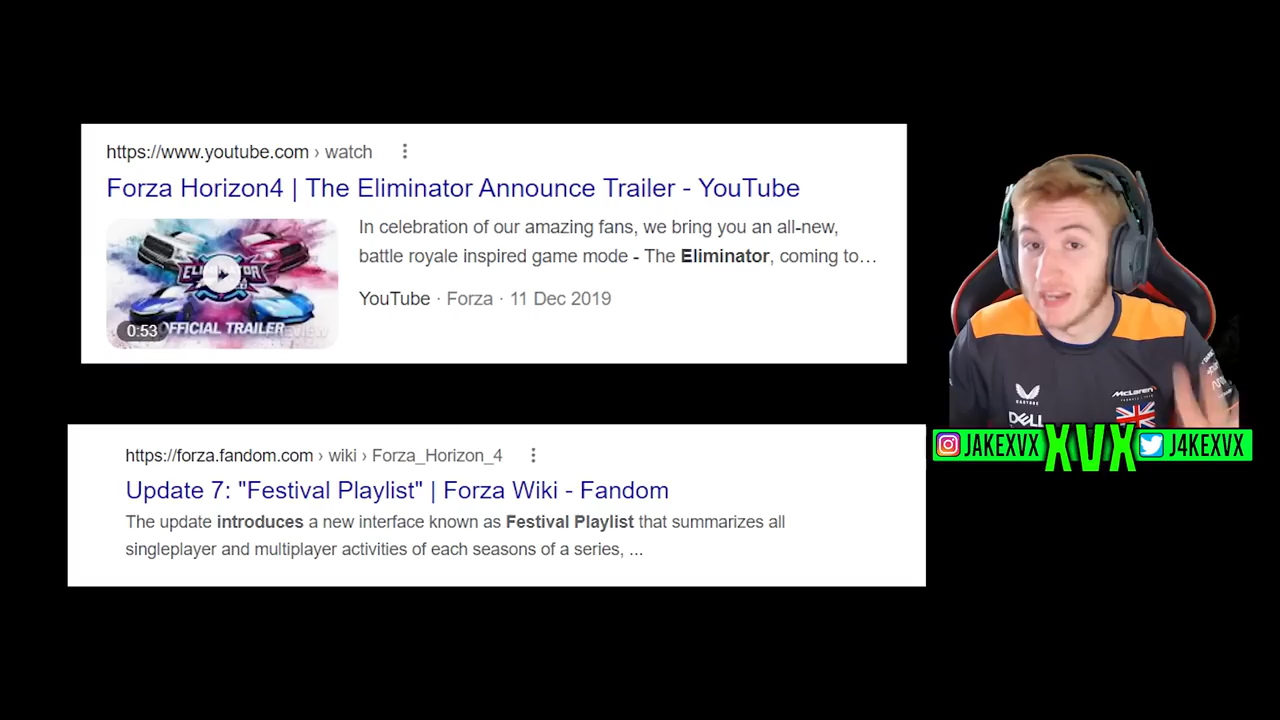 https://www.youtube.com › watch
Forza Horizon4 | The Eliminator Announce Trailer - YouTube
In celebration of our amazing fans, we bring you an all-new,
battle royale inspired game mode - The Eliminator, coming to…
YouTube · Forza · 11 Dec 2019
ELIMINATOR
0:53
OFFICIAL TRAILER
https://forza.fandom.com › wiki › Forza_Horizon_4
Update 7: "Festival Playlist" | Forza Wiki - Fandom
The update introduces a new interface known as Festival Playlist that summarizes all
singleplayer and multiplayer activities of each seasons of a series, ...
McLaren
DELL
JAKEXVX
XVX
J4KEXVX